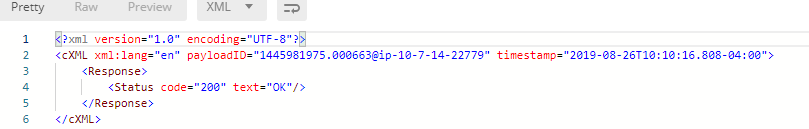 Pretty Raw Preview XML
1 <?xml version="1.0" encoding="UTF-8"?>
2 <cXML xml:lang="en" payloadID="1445981975.000663@ip-10-7-14-22779" timestamp="2019-08-26T10:10:16.808-04:00">
3 <Response>
4 <Status code="200" text="OK"/>
5 </Response>
6 </cXML>